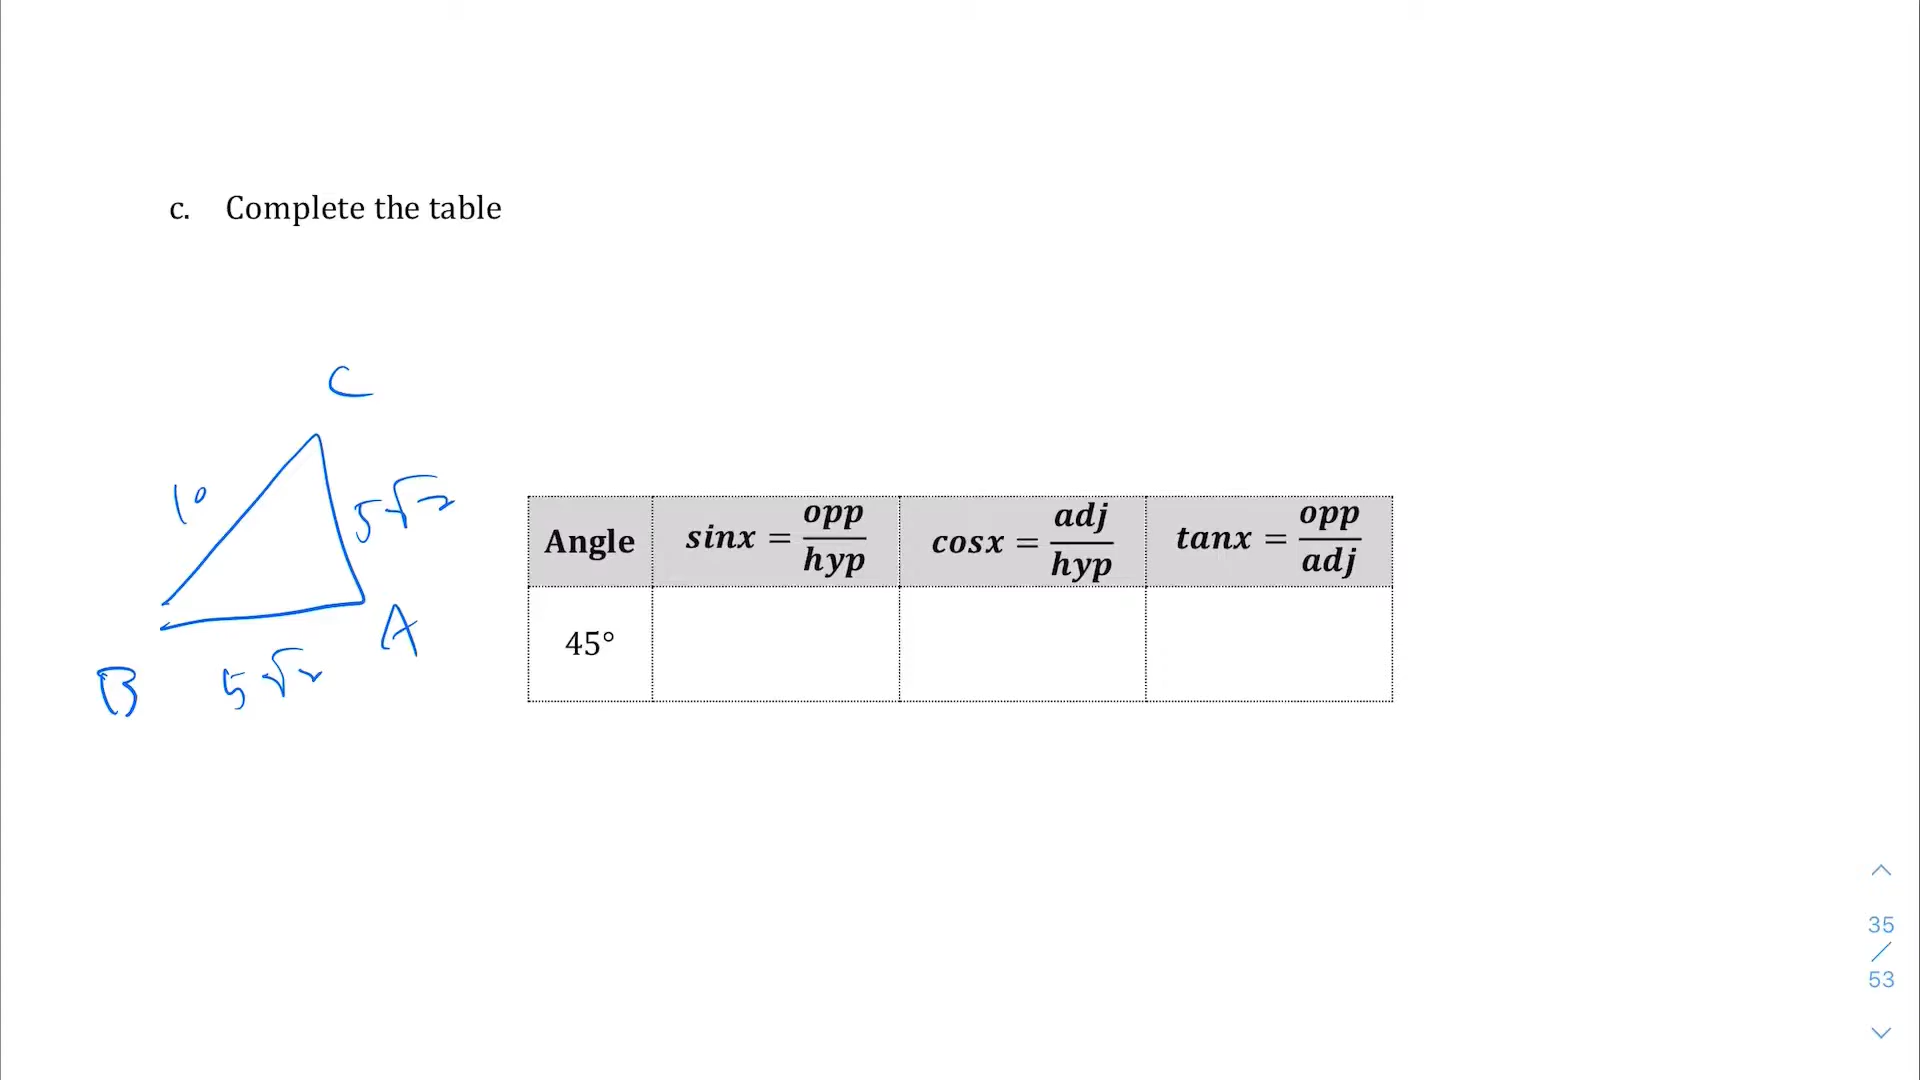 c. Complete the table
C
10
5√2
A
B
5√2
Angle
sinx = opp/hyp
cosx = adj/hyp
tanx = opp/adj
45°
35
/
53